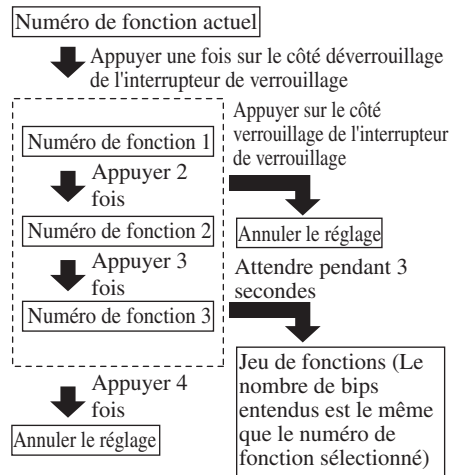 Numéro de fonction actuel
Appuyer une fois sur le côté déverrouillage
de l'interrupteur de verrouillage
Appuyer sur le côté
verrouillage de l'interrupteur
de verrouillage
Numéro de fonction 1
Appuyer 2
fois
Numéro de fonction 2
Annuler le réglage
Appuyer 3
fois
Attendre pendant 3
secondes
Numéro de fonction 3
Jeu de fonctions (Le
nombre de bips
entendus est le même
que le numéro de
fonction sélectionné)
Appuyer 4
fois
Annuler le réglage